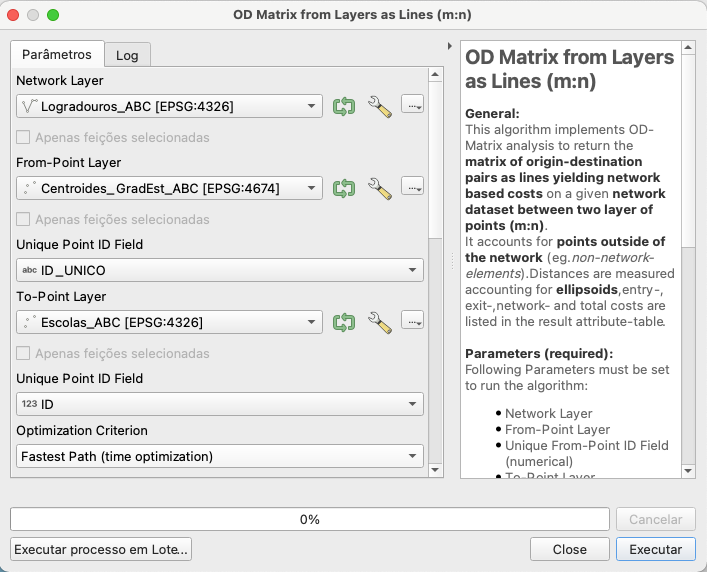 OD Matrix from Layers as Lines (m:n)
Parâmetros
Log
Network Layer
Logradouros_ABC [EPSG:4326]
...
Apenas feições selecionadas
From-Point Layer
Centroides_GradEst_ABC [EPSG:4674]
...
Apenas feições selecionadas
Unique Point ID Field
abc ID_UNICO
To-Point Layer
Escolas_ABC [EPSG:4326]
...
Apenas feições selecionadas
Unique Point ID Field
123 ID
Optimization Criterion
Fastest Path (time optimization)
OD Matrix from Layers
as Lines (m:n)
General:
This algorithm implements OD-
Matrix analysis to return the
matrix of origin-destination
pairs as lines yielding network
based costs on a given network
dataset between two layer of
points (m:n).
It accounts for points outside of
the network (eg.non-network-
elements).Distances are measured
accounting for ellipsoids,entry-,
exit-,network- and total costs are
listed in the result attribute-table.
Parameters (required):
Following Parameters must be set
to run the algorithm:
• Network Layer
• From-Point Layer
• Unique From-Point ID Field
(numerical)
• To-Point Layer
0%
Cancelar
Executar processo em Lote...
Close
Executar